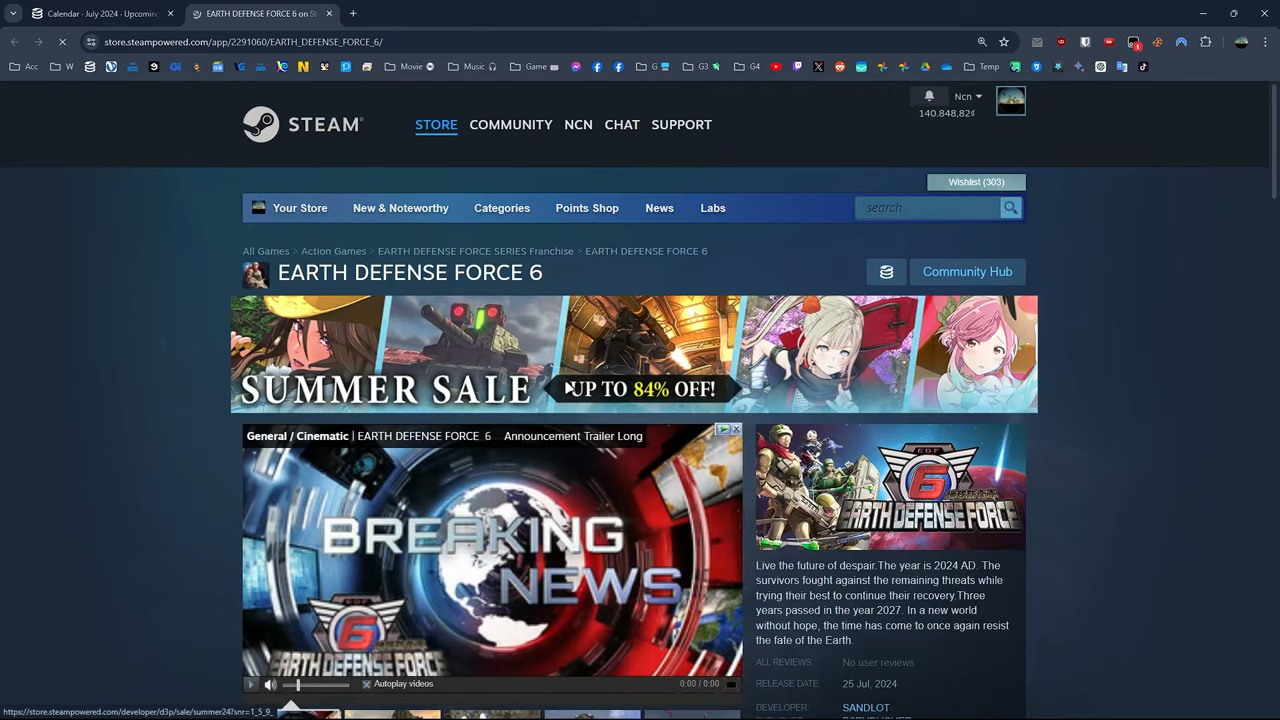 Calendar · July 2024 - Upcoming
EARTH DEFENSE FORCE 6 on St
store.steampowered.com/app/2291060/EARTH_DEFENSE_FORCE_6/
Acc
W
Movie
Music
Game
G
G3
G4
Temp
STEAM
STORE
COMMUNITY
NCN
CHAT
SUPPORT
Ncn
140.848,82₫
Wishlist (303)
Your Store
New & Noteworthy
Categories
Points Shop
News
Labs
search
All Games > Action Games > EARTH DEFENSE FORCE SERIES Franchise > EARTH DEFENSE FORCE 6
EARTH DEFENSE FORCE 6
Community Hub
SUMMER SALE
UP TO 84% OFF!
General / Cinematic | EARTH DEFENSE FORCE 6 Announcement Trailer Long
BREAKING
NEWS
6
EARTH DEFENSE FORCE
Autoplay videos
0:00 / 0:00
EDF
6
EARTH DEFENSE FORCE
Live the future of despair.The year is 2024 AD. The
survivors fought against the remaining threats while
trying their best to continue their recovery.Three
years passed in the year 2027. In a new world
without hope, the time has come to once again resist
the fate of the Earth.
ALL REVIEWS:
No user reviews
RELEASE DATE:
25 Jul, 2024
DEVELOPER:
SANDLOT
https://store.steampowered.com/developer/d3p/sale/summer24?snr=1_5_9_